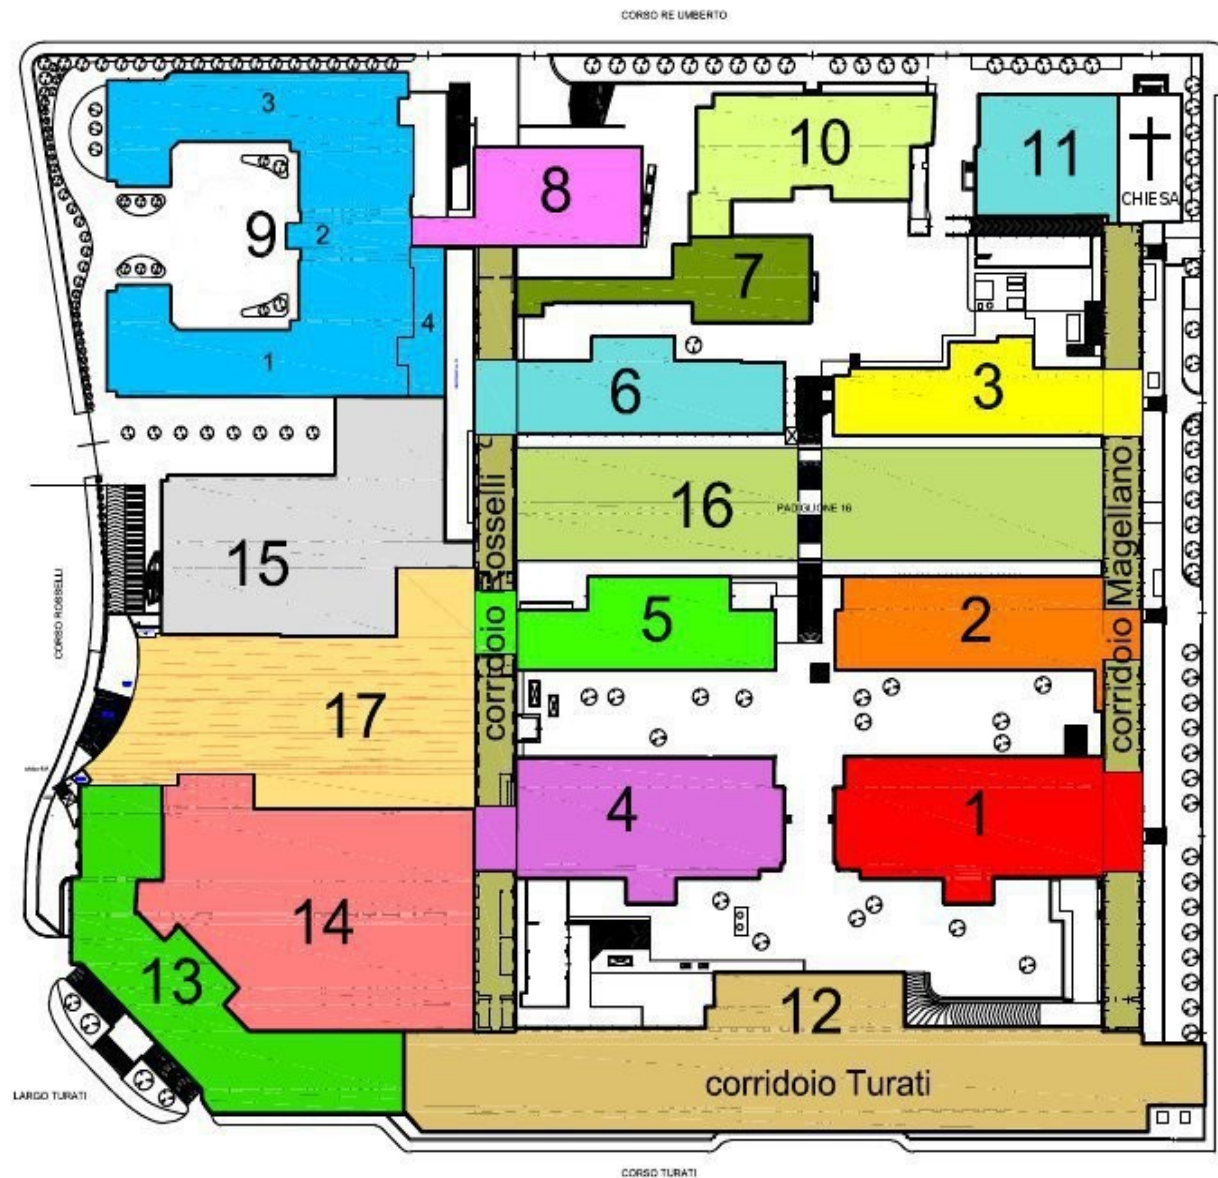 CORSO RE UMBERTO
3
10
11
8
CHIESA
9
2
7
4
1
6
3
16
PADIGLIONE 16
15
corridoio Rosselli
corridoio Magellano
5
2
CORSO ROSSELLI
17
4
1
14
13
12
corridoio Turati
LARGO TURATI
CORSO TURATI